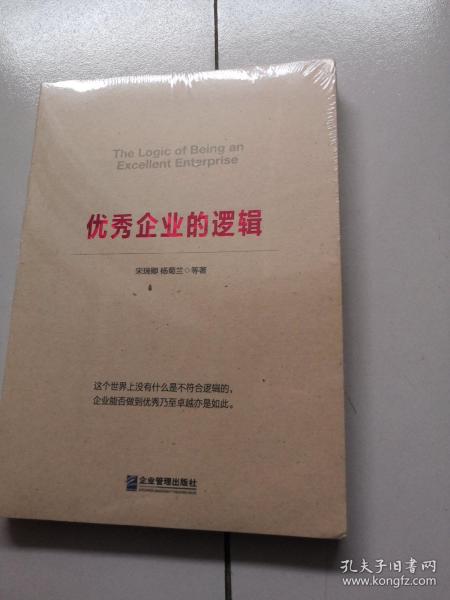 The Logic of Being an
Excellent Enterprise
优秀企业的逻辑
宋瑞卿 杨菊兰◇等著
这个世界上没有什么是不符合逻辑的，
企业能否做到优秀乃至卓越亦是如此。
企业管理出版社
孔夫子旧书网
www.kongfz.com